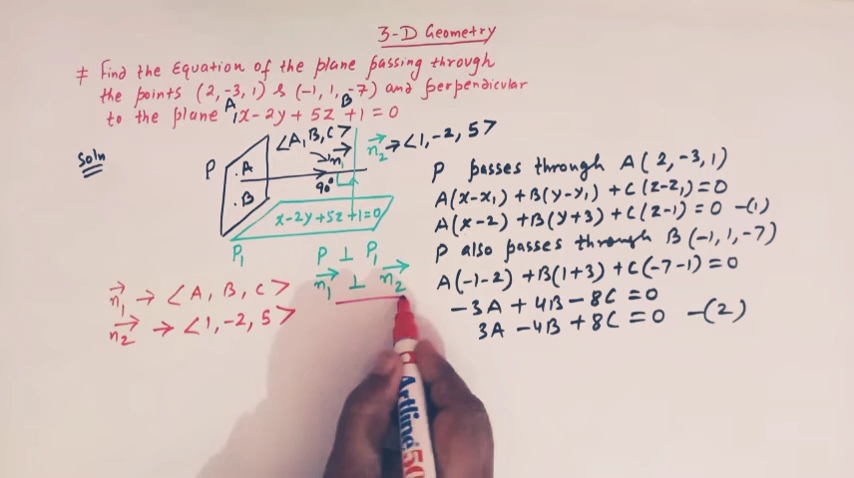 3-D Geometry
# Find the Equation of the plane passing through
the points (2, -3, 1) & (-1, 1, -7) and perpendicular
A B
to the plane x - 2y + 5z + 1 = 0
Soln
P
.A
.B
<A, B, C>
n₁
90°
n₂ → <1, -2, 5>
x - 2y + 5z + 1 = 0
P₁
P ⊥ P₁
n₁ ⊥ n₂
n₁ → <A, B, C>
n₂ → <1, -2, 5>
P passes through A(2, -3, 1)
A(x-x₁) + B(y-y₁) + C(z-z₁) = 0
A(x-2) + B(y+3) + C(z-1) = 0 -(1)
P also passes through B(-1, 1, -7)
A(-1-2) + B(1+3) + C(-7-1) = 0
-3A + 4B - 8C = 0
3A - 4B + 8C = 0 -(2)
Artline 50